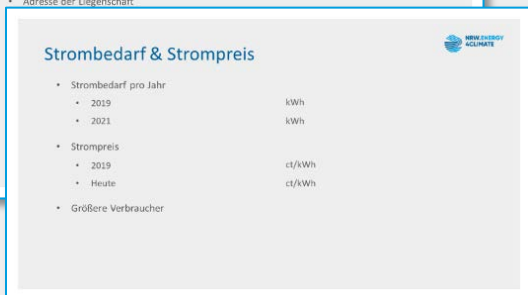 • Adresse der Liegenschaft
Strombedarf & Strompreis
NRW.ENERGY
4CLIMATE
• Strombedarf pro Jahr
• 2019 kWh
• 2021 kWh
• Strompreis
• 2019 ct/kWh
• Heute ct/kWh
• Größere Verbraucher